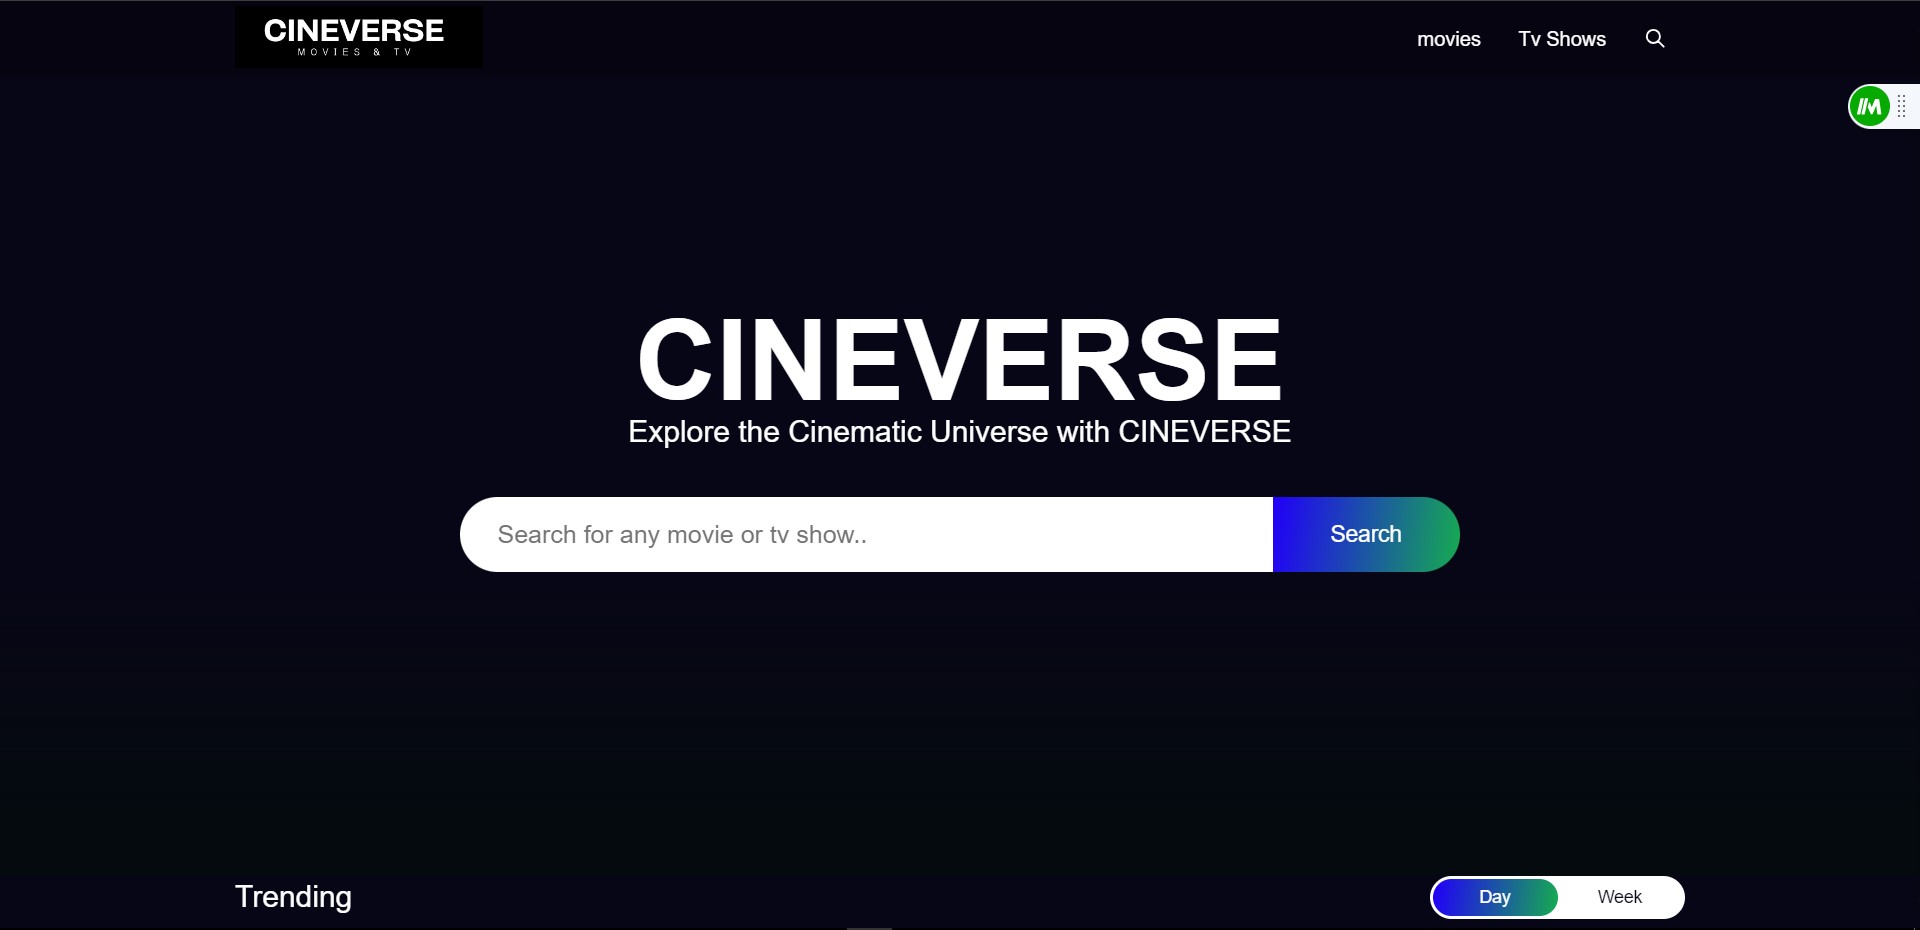 CINEVERSE
MOVIES & TV
movies
Tv Shows
CINEVERSE
Explore the Cinematic Universe with CINEVERSE
Search for any movie or tv show..
Search
Trending
Day
Week